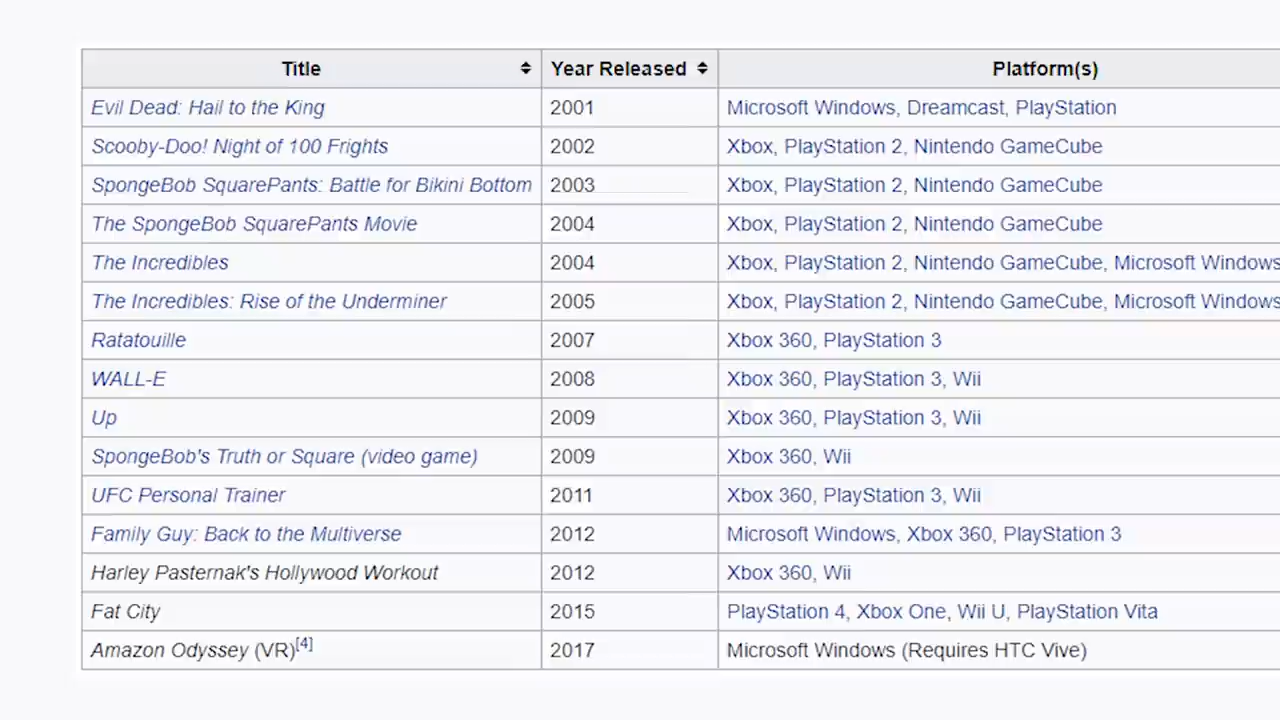 Title Year Released Platform(s)
Evil Dead: Hail to the King 2001 Microsoft Windows, Dreamcast, PlayStation
Scooby-Doo! Night of 100 Frights 2002 Xbox, PlayStation 2, Nintendo GameCube
SpongeBob SquarePants: Battle for Bikini Bottom 2003 Xbox, PlayStation 2, Nintendo GameCube
The SpongeBob SquarePants Movie 2004 Xbox, PlayStation 2, Nintendo GameCube
The Incredibles 2004 Xbox, PlayStation 2, Nintendo GameCube, Microsoft Windows
The Incredibles: Rise of the Underminer 2005 Xbox, PlayStation 2, Nintendo GameCube, Microsoft Windows
Ratatouille 2007 Xbox 360, PlayStation 3
WALL-E 2008 Xbox 360, PlayStation 3, Wii
Up 2009 Xbox 360, PlayStation 3, Wii
SpongeBob's Truth or Square (video game) 2009 Xbox 360, Wii
UFC Personal Trainer 2011 Xbox 360, PlayStation 3, Wii
Family Guy: Back to the Multiverse 2012 Microsoft Windows, Xbox 360, PlayStation 3
Harley Pasternak's Hollywood Workout 2012 Xbox 360, Wii
Fat City 2015 PlayStation 4, Xbox One, Wii U, PlayStation Vita
Amazon Odyssey (VR)[4] 2017 Microsoft Windows (Requires HTC Vive)